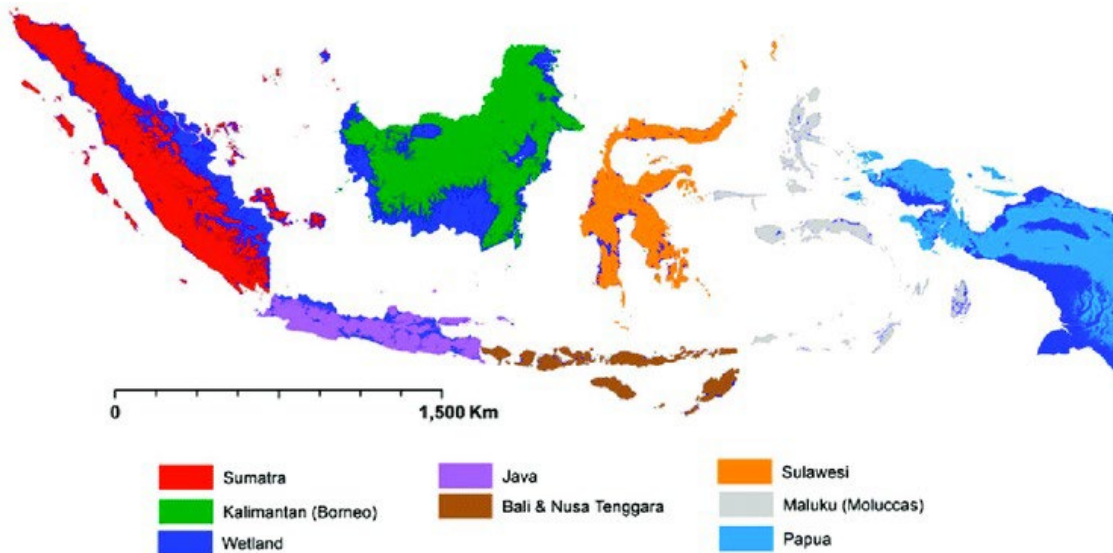 0 1,500 Km
Sumatra
Kalimantan (Borneo)
Wetland
Java
Bali & Nusa Tenggara
Sulawesi
Maluku (Moluccas)
Papua